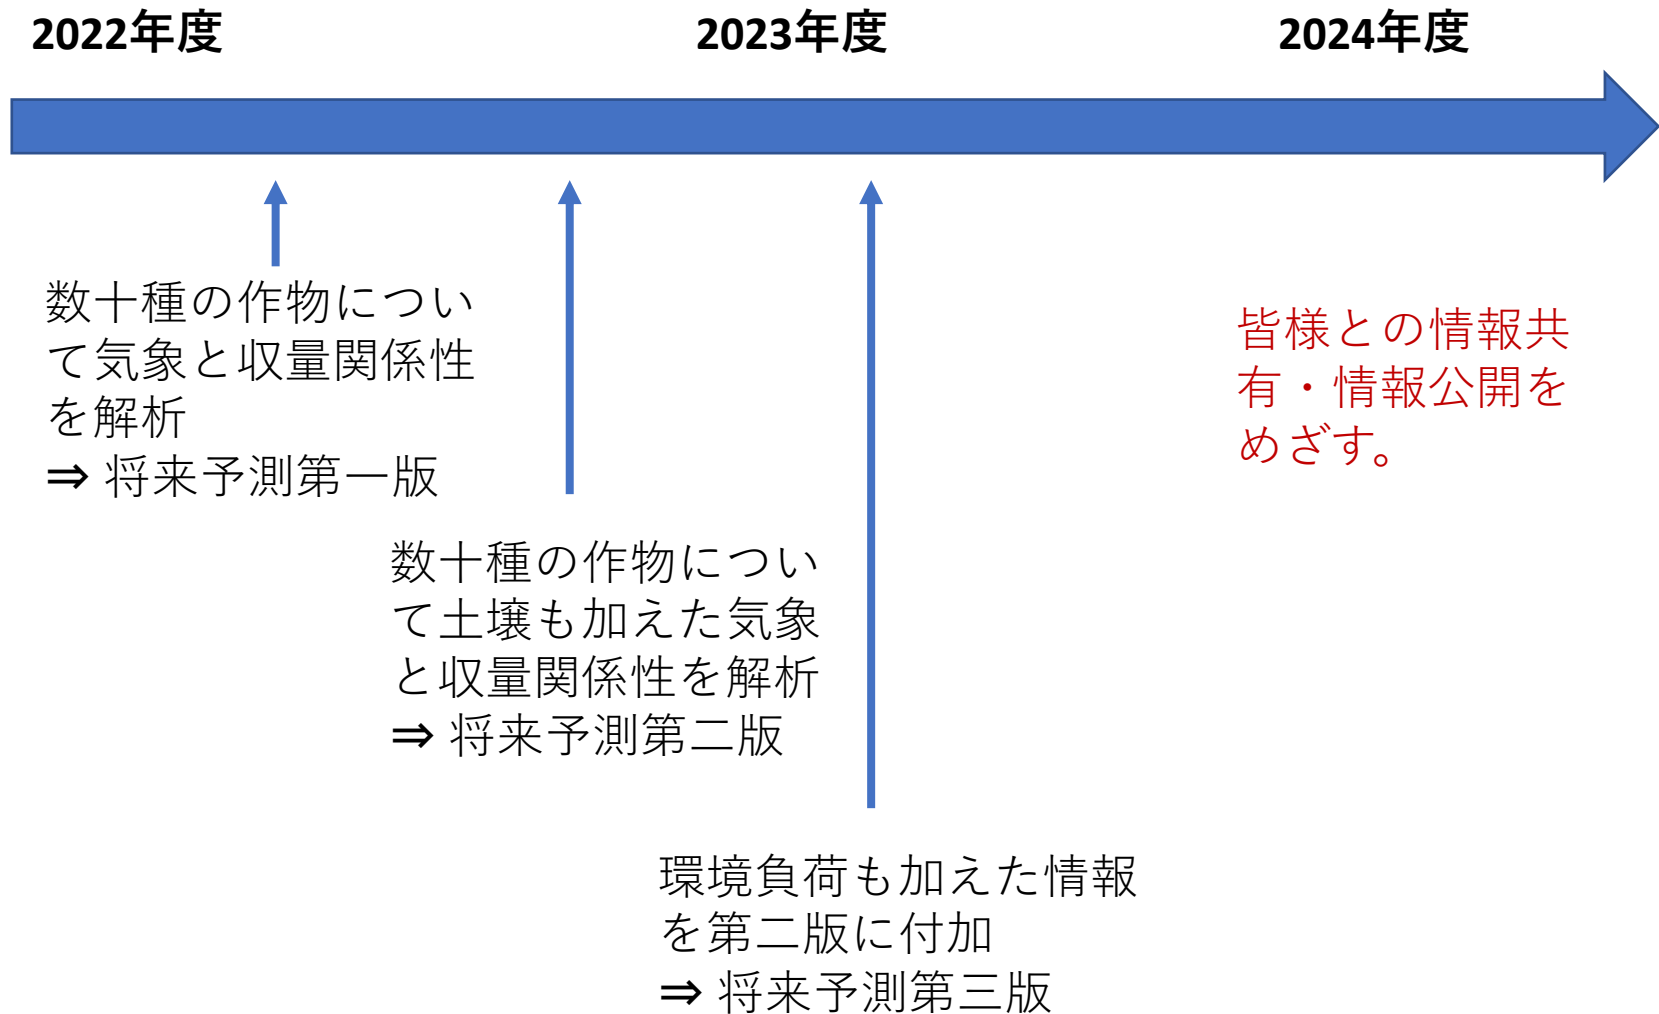 2022年度
2023年度
2024年度
数十種の作物につい
て気象と収量関係性
を解析
⇒ 将来予測第一版
皆様との情報共
有・情報公開を
めざす。
数十種の作物につい
て土壌も加えた気象
と収量関係性を解析
⇒ 将来予測第二版
環境負荷も加えた情報
を第二版に付加
⇒ 将来予測第三版